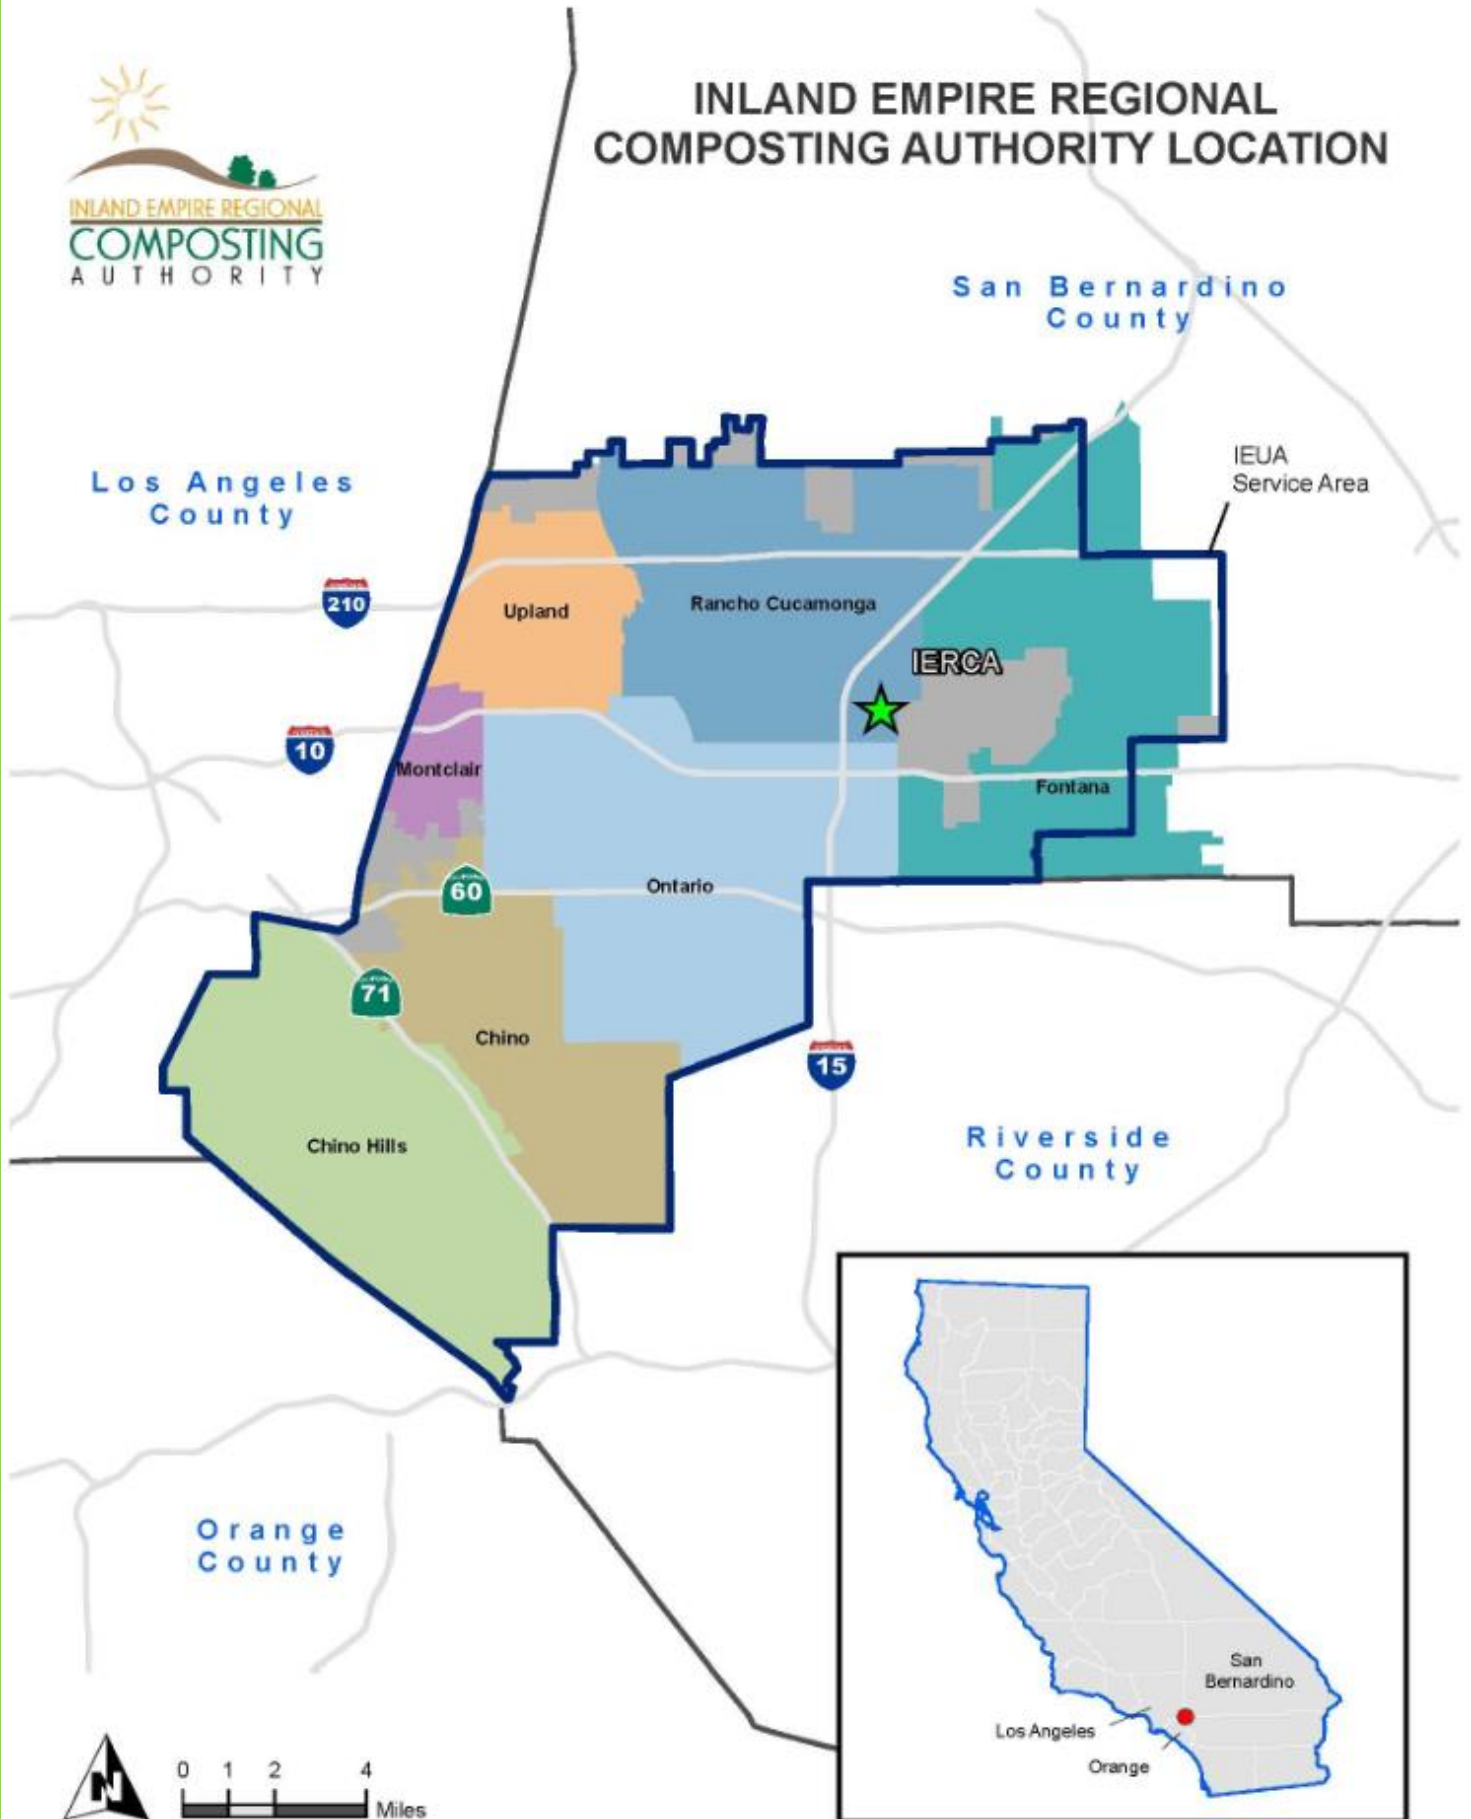 INLAND EMPIRE REGIONAL
COMPOSTING AUTHORITY LOCATION
INLAND EMPIRE REGIONAL
COMPOSTING
AUTHORITY
San Bernardino
County
Los Angeles
County
IEUA
Service Area
210
Upland
Rancho Cucamonga
IERCA
10
Montclair
Fontana
60
Ontario
71
Chino
15
Chino Hills
Riverside
County
Orange
County
San
Bernardino
Los Angeles
Orange
N
0 1 2 4
Miles